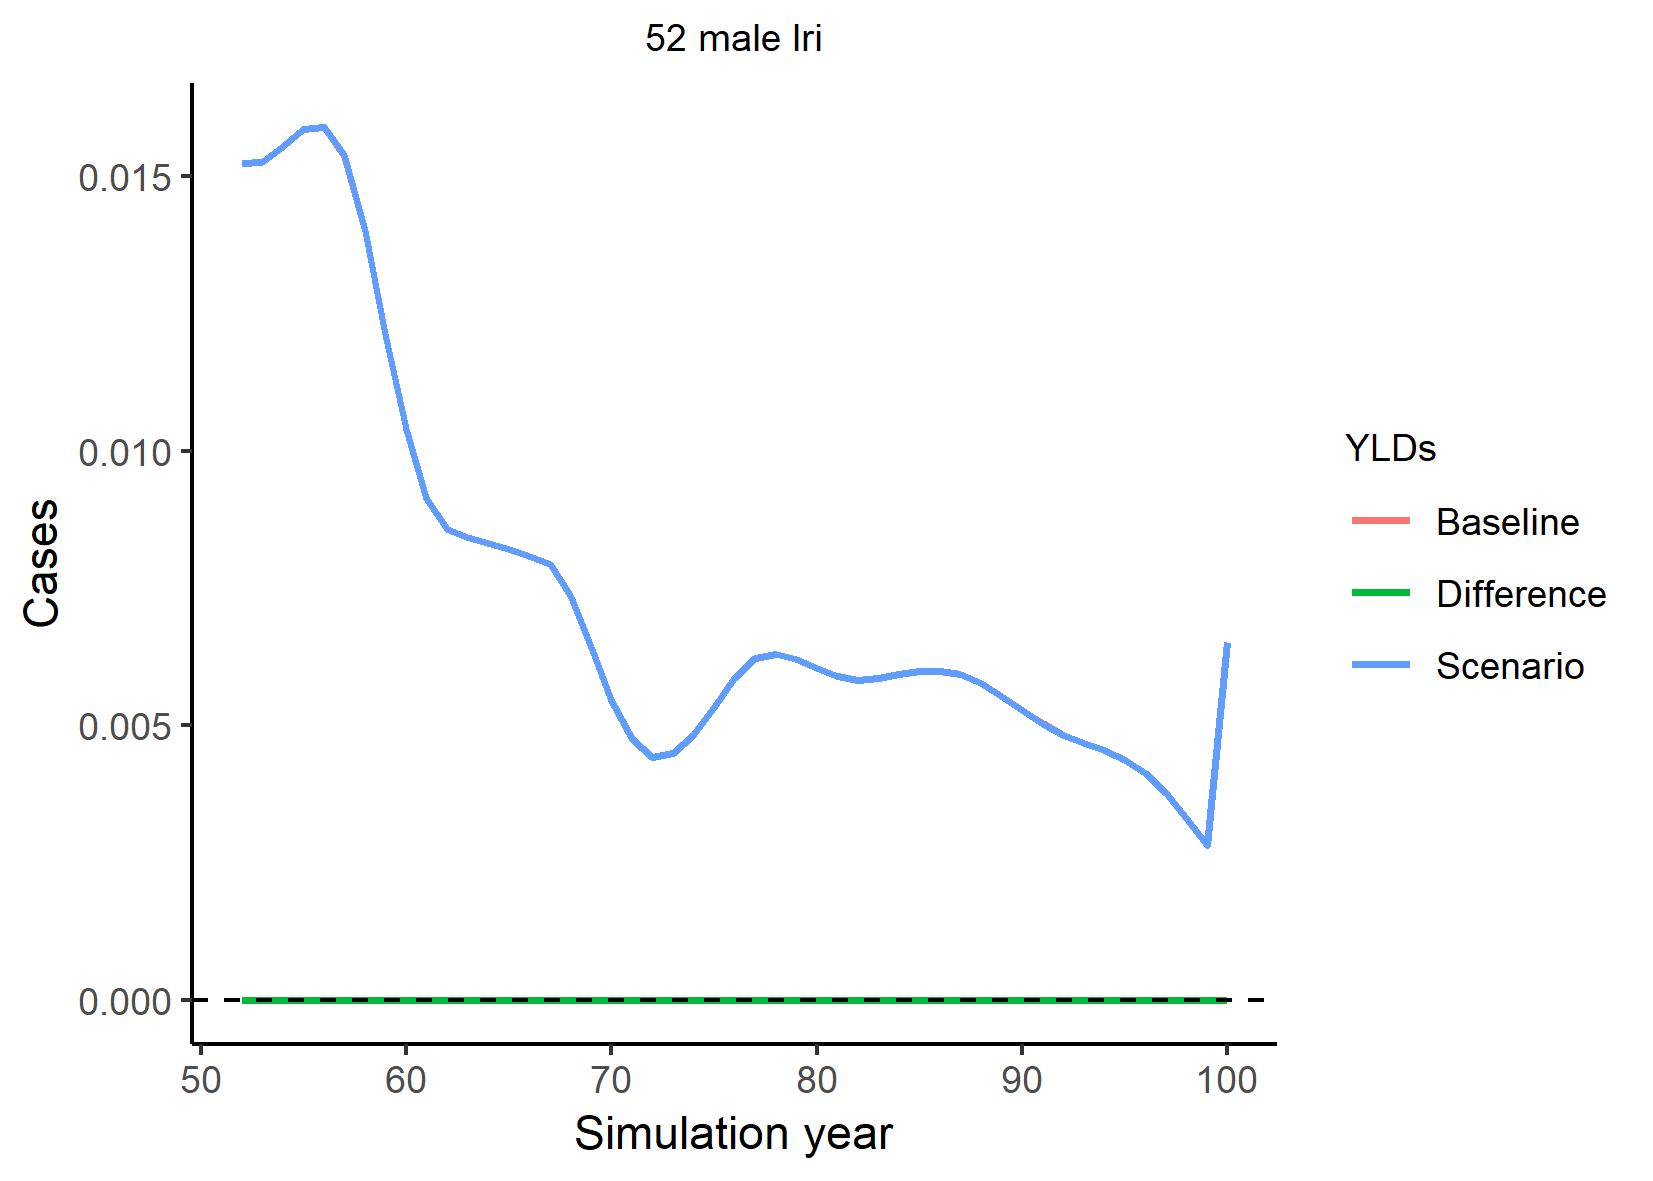 52 male lri
0.015
0.010
0.005
0.000
Cases
50 60 70 80 90 100
Simulation year
YLDs
Baseline
Difference
Scenario